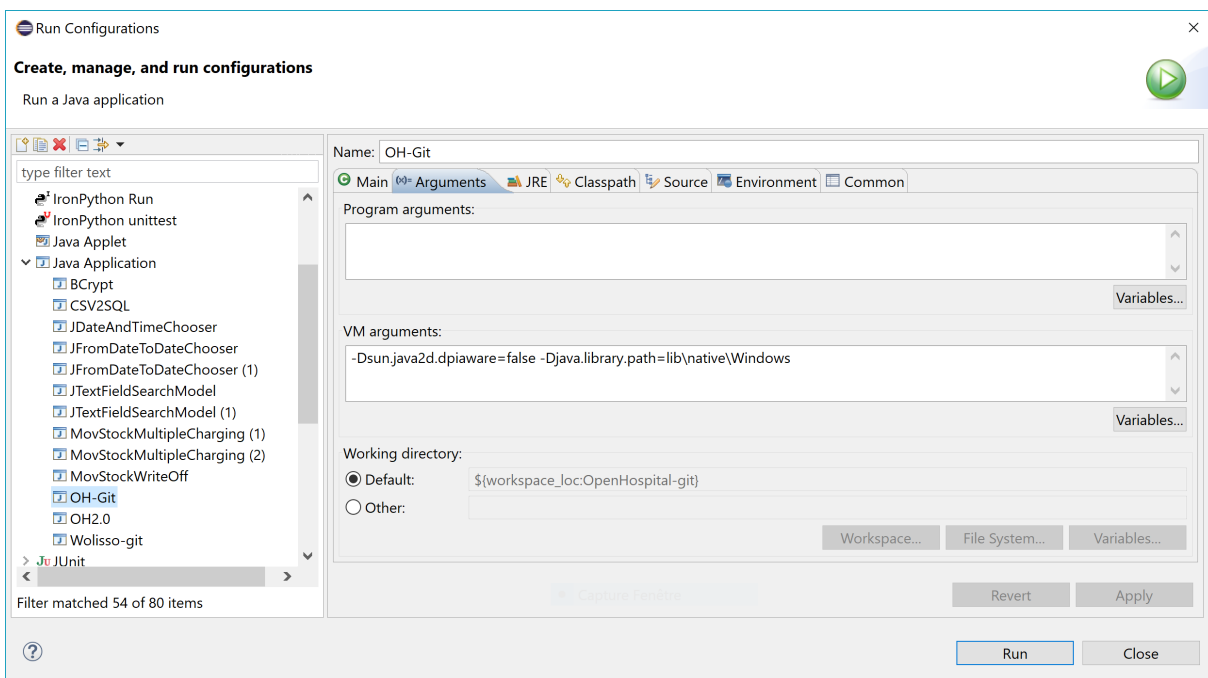 Run Configurations
Create, manage, and run configurations
Run a Java application
type filter text
IronPython Run
IronPython unittest
Java Applet
Java Application
BCrypt
CSV2SQL
JDateAndTimeChooser
JFromDateToDateChooser
JFromDateToDateChooser (1)
JTextFieldSearchModel
JTextFieldSearchModel (1)
MovStockMultipleCharging (1)
MovStockMultipleCharging (2)
MovStockWriteOff
OH-Git
OH2.0
Wolisso-git
JUnit
Filter matched 54 of 80 items
Name: OH-Git
Main (x)= Arguments JRE Classpath Source Environment Common
Program arguments:
Variables...
VM arguments:
-Dsun.java2d.dpiaware=false -Djava.library.path=lib\native\Windows
Variables...
Working directory:
Default: ${workspace_loc:OpenHospital-git}
Other:
Workspace... File System... Variables...
Capture Fenêtre
Revert Apply
Run Close